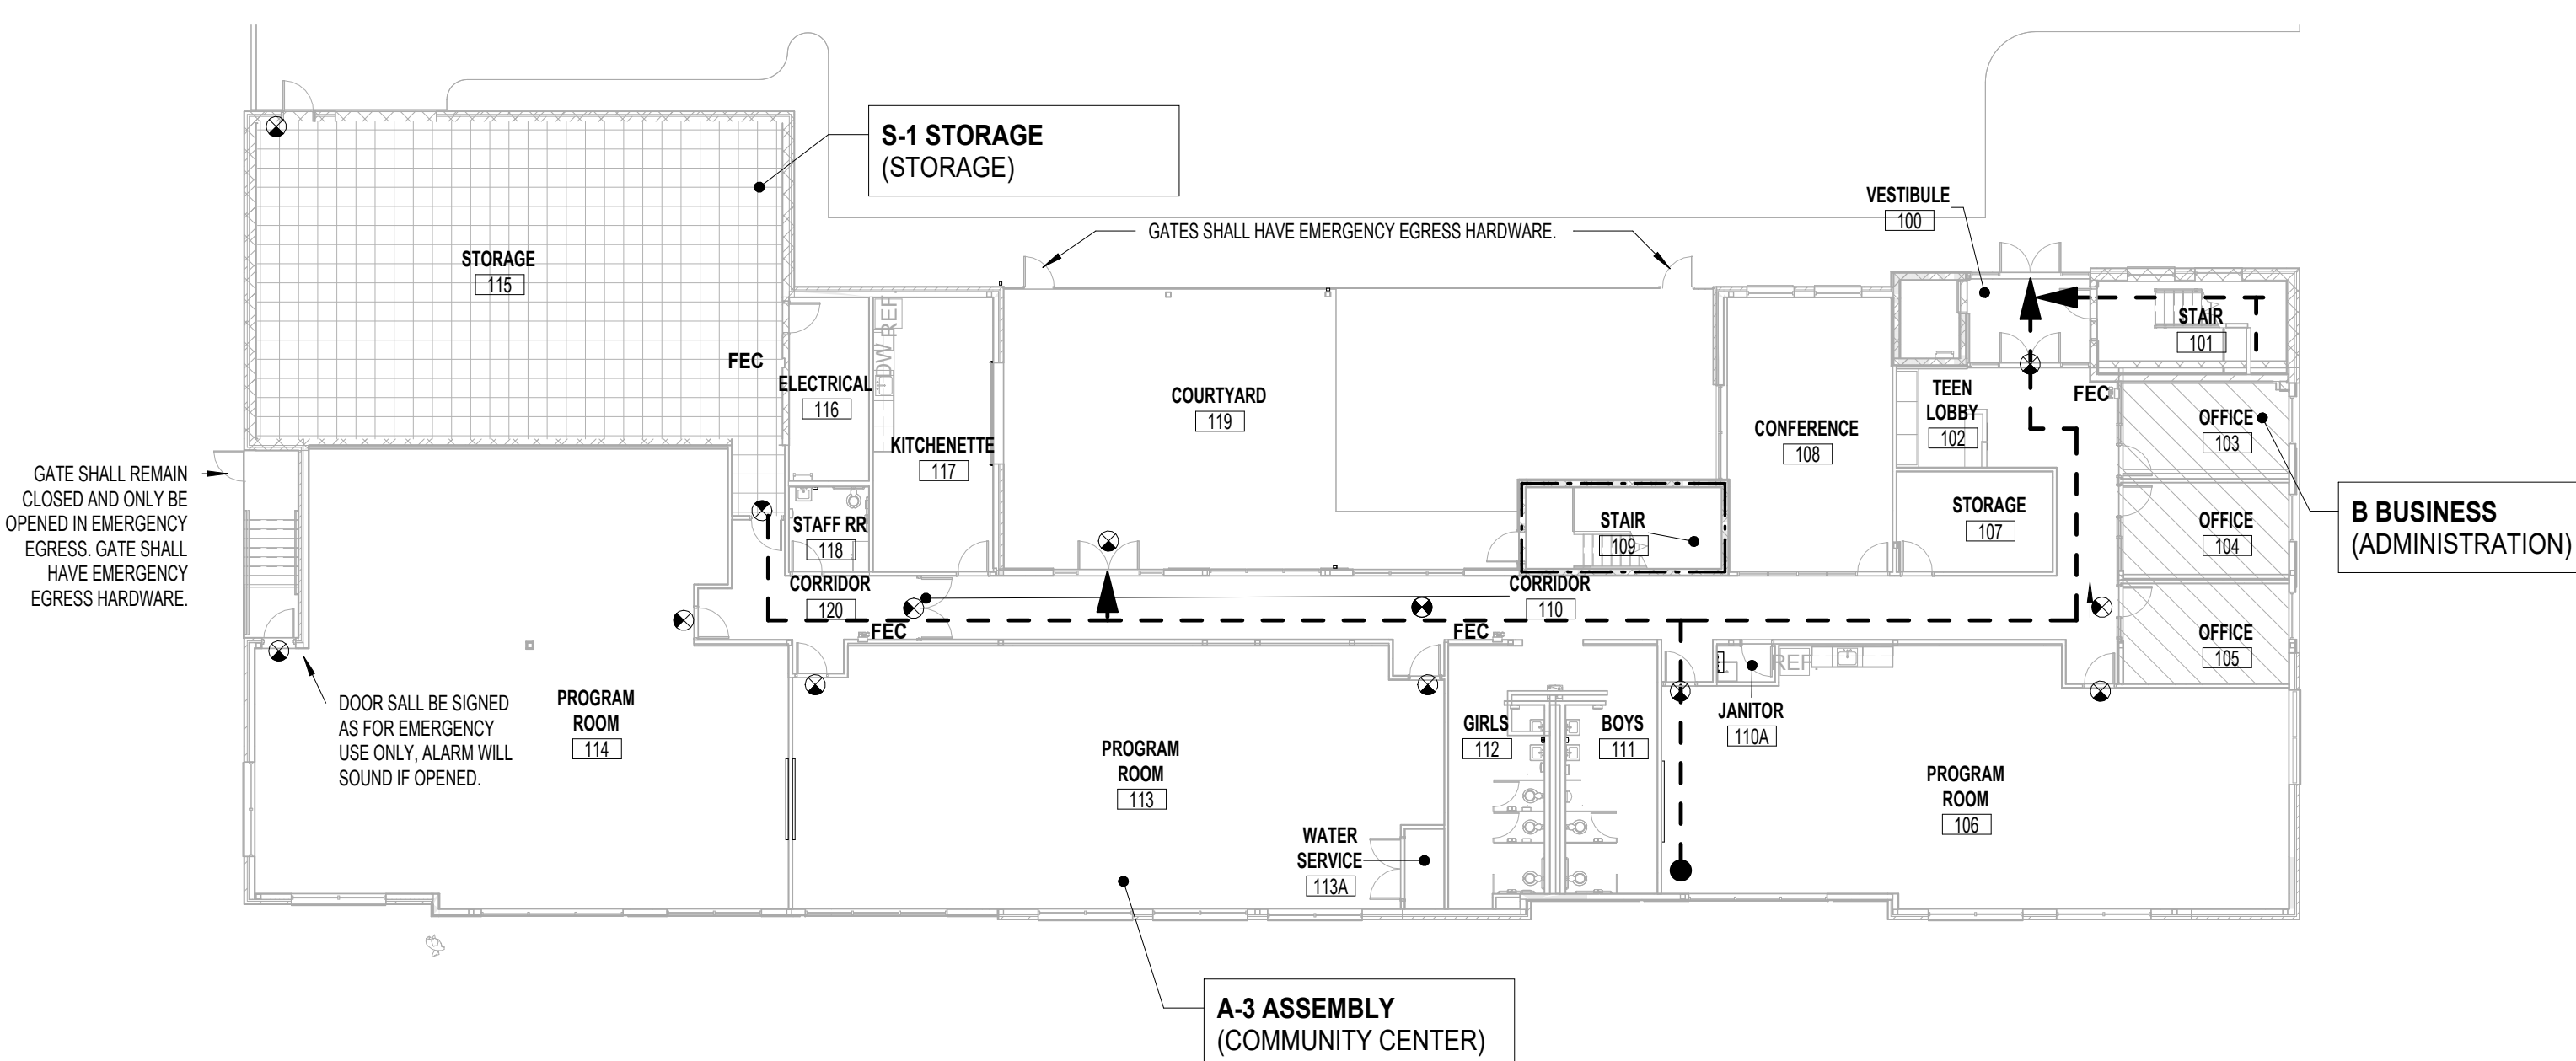 S-1 STORAGE
(STORAGE)
VESTIBULE
100
GATES SHALL HAVE EMERGENCY EGRESS HARDWARE.
STORAGE
115
STAIR
101
FEC
REF
DW
ELECTRICAL
116
COURTYARD
119
TEEN
LOBBY
102
FEC
OFFICE
103
KITCHENETTE
117
CONFERENCE
108
GATE SHALL REMAIN
CLOSED AND ONLY BE
OPENED IN EMERGENCY
EGRESS. GATE SHALL
HAVE EMERGENCY
EGRESS HARDWARE.
STAFF RR
118
STAIR
109
STORAGE
107
OFFICE
104
B BUSINESS
(ADMINISTRATION)
CORRIDOR
120
CORRIDOR
110
FEC
FEC
OFFICE
105
REF.
DOOR SALL BE SIGNED
AS FOR EMERGENCY
USE ONLY, ALARM WILL
SOUND IF OPENED.
PROGRAM
ROOM
114
PROGRAM
ROOM
113
GIRLS
112
BOYS
111
JANITOR
110A
PROGRAM
ROOM
106
WATER
SERVICE
113A
A-3 ASSEMBLY
(COMMUNITY CENTER)